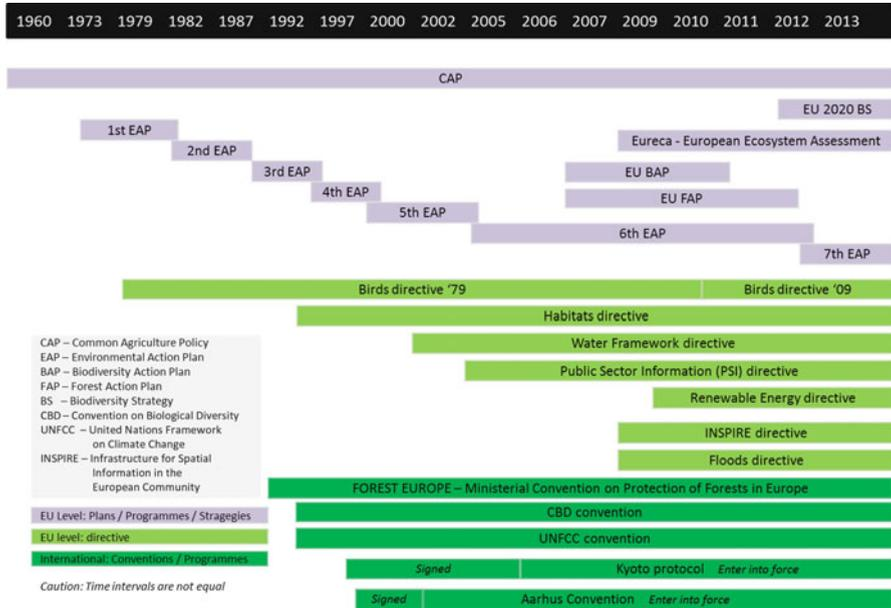 1960 1973 1979 1982 1987 1992 1997 2000 2002 2005 2006 2007 2009 2010 2011 2012 2013
CAP
EU 2020 BS
1st EAP
Eureca - European Ecosystem Assessment
2nd EAP
3rd EAP
EU BAP
4th EAP
EU FAP
5th EAP
6th EAP
7th EAP
Birds directive ‘79
Birds directive ‘09
Habitats directive
Water Framework directive
Public Sector Information (PSI) directive
Renewable Energy directive
INSPIRE directive
Floods directive
CAP – Common Agriculture Policy
EAP – Environmental Action Plan
BAP – Biodiversity Action Plan
FAP – Forest Action Plan
BS – Biodiversity Strategy
CBD – Convention on Biological Diversity
UNFCC – United Nations Framework
on Climate Change
INSPIRE – Infrastructure for Spatial
Information in the
European Community
FOREST EUROPE – Ministerial Convention on Protection of Forests in Europe
CBD convention
UNFCC convention
Signed
Kyoto protocol Enter into force
Signed
Aarhus Convention Enter into force
EU Level: Plans / Programmes / Stragegies
EU level: directive
International: Conventions / Programmes
Caution: Time intervals are not equal